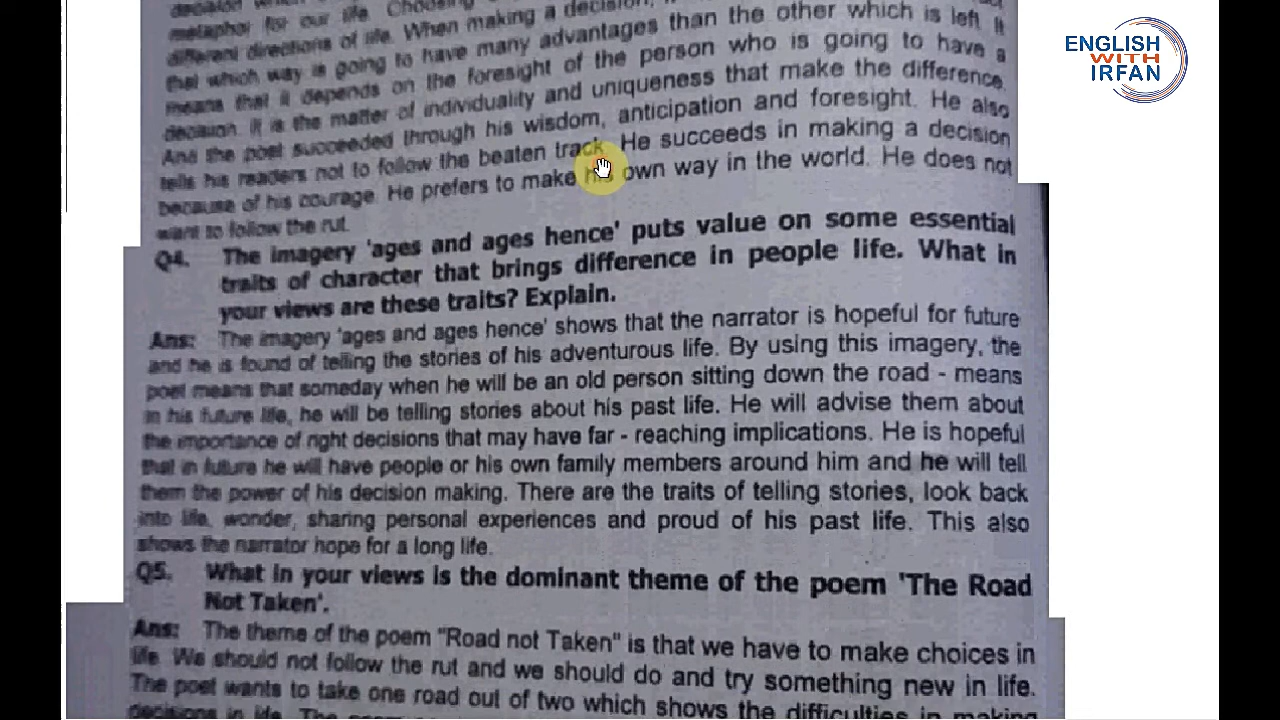 decision which
metaphor for our life. Choosing
different directions of life. When making a decision,
that which way is going to have many advantages than the other which is left. It
means that it depends on the foresight of the person who is going to have a
decision. It is the matter of individuality and uniqueness that make the difference.
And the poet succeeded through his wisdom, anticipation and foresight. He also
tells his readers not to follow the beaten track. He succeeds in making a decision
because of his courage. He prefers to make his own way in the world. He does not
want to follow the rut.
Q4. The imagery 'ages and ages hence' puts value on some essential
traits of character that brings difference in people life. What in
your views are these traits? Explain.
Ans: The imagery 'ages and ages hence' shows that the narrator is hopeful for future
and he is found of telling the stories of his adventurous life. By using this imagery, the
poet means that someday when he will be an old person sitting down the road - means
in his future life, he will be telling stories about his past life. He will advise them about
the importance of right decisions that may have far - reaching implications. He is hopeful
that in future he will have people or his own family members around him and he will tell
them the power of his decision making. There are the traits of telling stories, look back
into life, wonder, sharing personal experiences and proud of his past life. This also
shows the narrator hope for a long life.
Q5. What in your views is the dominant theme of the poem 'The Road
Not Taken'.
Ans: The theme of the poem "Road not Taken" is that we have to make choices in
life. We should not follow the rut and we should do and try something new in life.
The poet wants to take one road out of two which shows the difficulties in making
decisions in life. The
ENGLISH
WITH
IRFAN